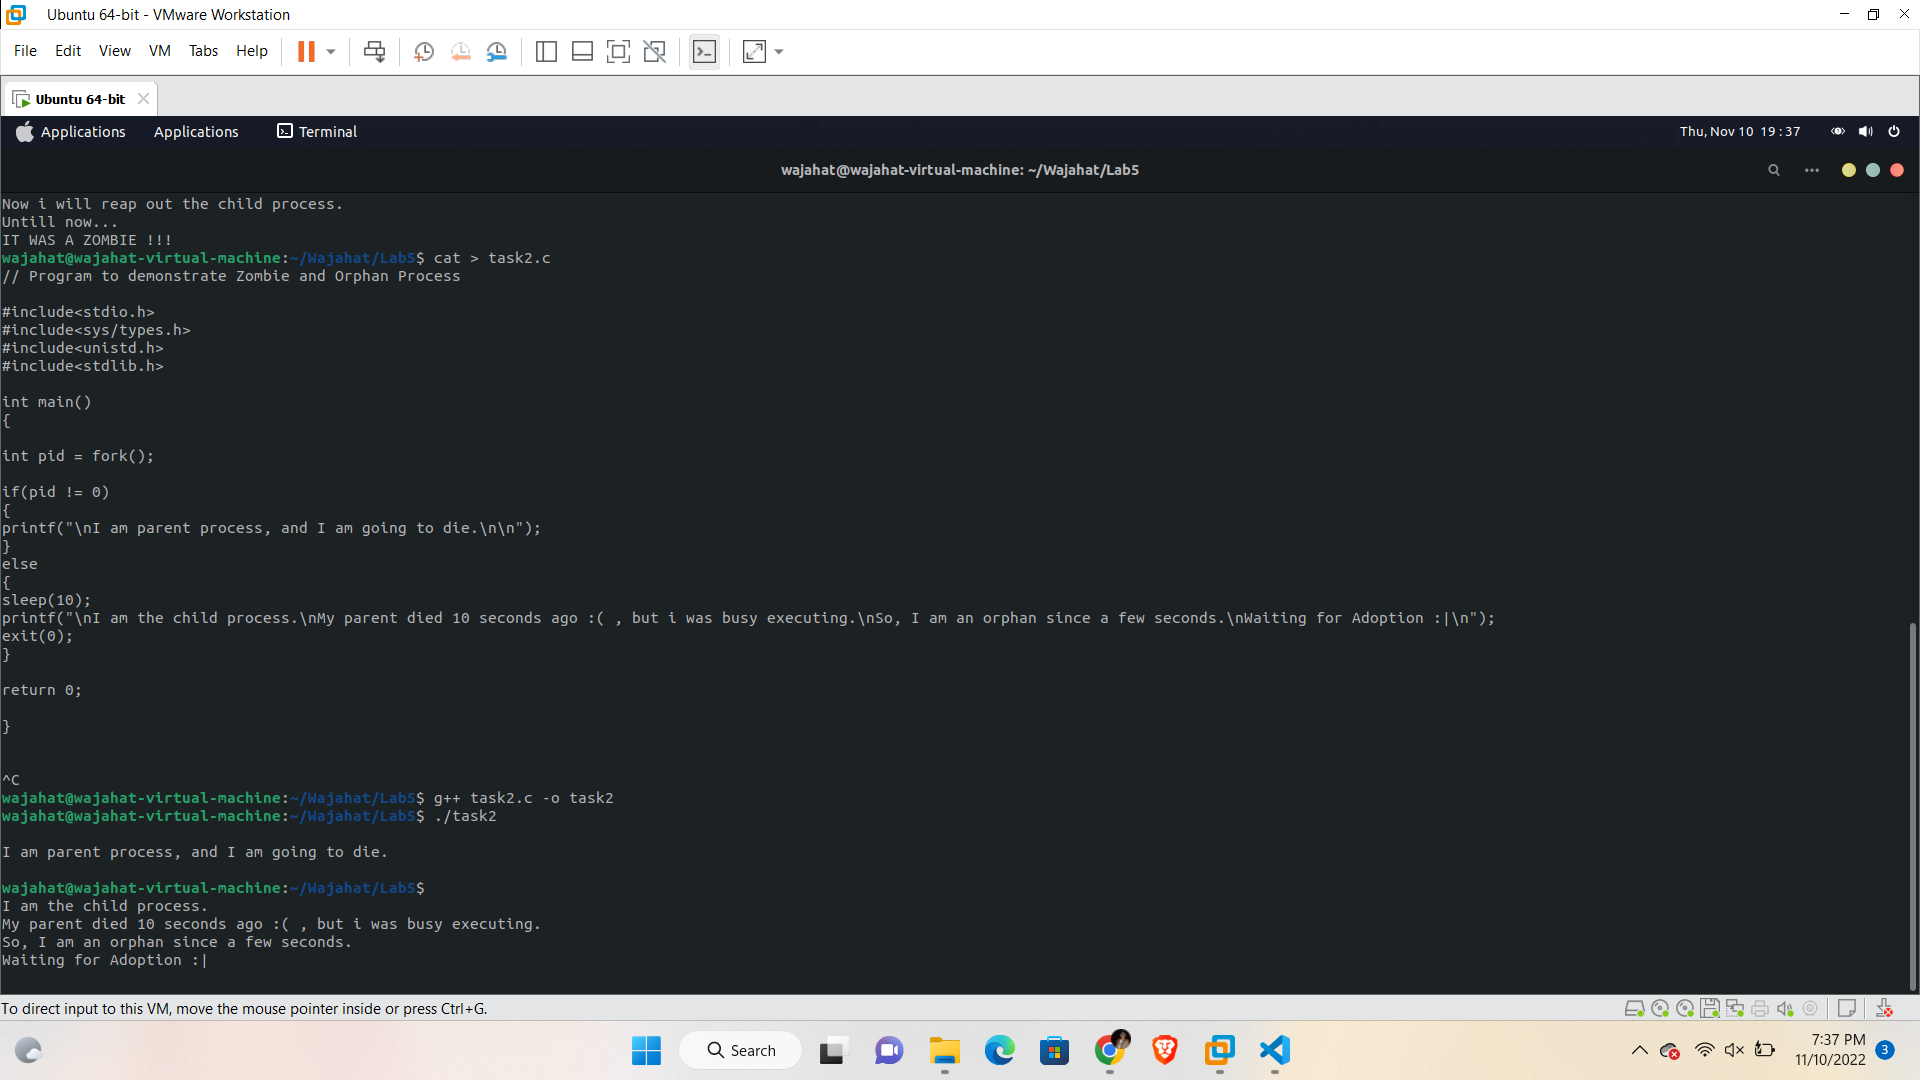 Ubuntu 64-bit - VMware Workstation
File Edit View VM Tabs Help
Ubuntu 64-bit
Applications Applications Terminal Thu, Nov 10 19:37
wajahat@wajahat-virtual-machine: ~/Wajahat/Lab5
Now i will reap out the child process.
Untill now...
IT WAS A ZOMBIE !!!
wajahat@wajahat-virtual-machine:~/Wajahat/Lab5$ cat > task2.c
// Program to demonstrate Zombie and Orphan Process
#include<stdio.h>
#include<sys/types.h>
#include<unistd.h>
#include<stdlib.h>
int main()
{
int pid = fork();
if(pid != 0)
{
printf("\nI am parent process, and I am going to die.\n\n");
}
else
{
sleep(10);
printf("\nI am the child process.\nMy parent died 10 seconds ago :( , but i was busy executing.\nSo, I am an orphan since a few seconds.\nWaiting for Adoption :|\n");
exit(0);
}
return 0;
}
^C
wajahat@wajahat-virtual-machine:~/Wajahat/Lab5$ g++ task2.c -o task2
wajahat@wajahat-virtual-machine:~/Wajahat/Lab5$ ./task2
I am parent process, and I am going to die.
wajahat@wajahat-virtual-machine:~/Wajahat/Lab5$
I am the child process.
My parent died 10 seconds ago :( , but i was busy executing.
So, I am an orphan since a few seconds.
Waiting for Adoption :|
To direct input to this VM, move the mouse pointer inside or press Ctrl+G.
Search
7:37 PM
11/10/2022
3